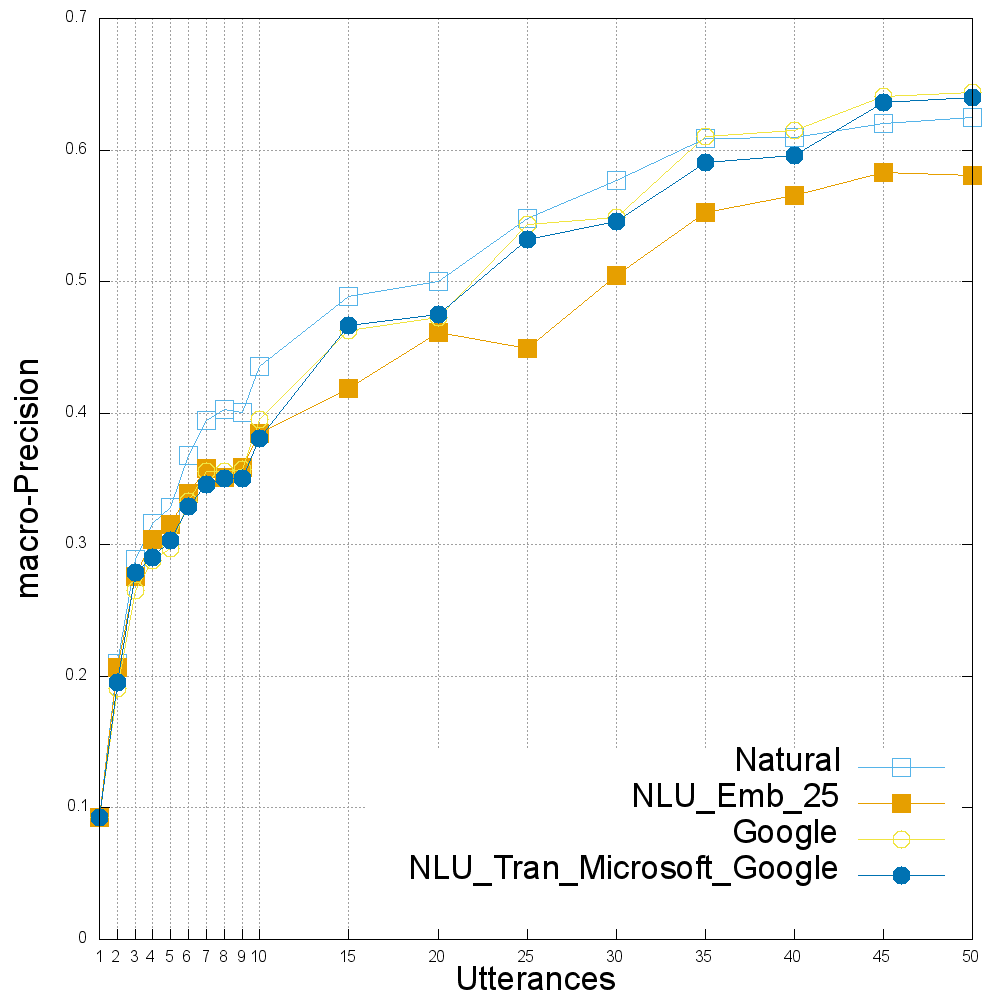 0.7
0.6
0.5
0.4
0.3
0.2
0.1
0
macro-Precision
Natural
NLU_Emb_25
Google
NLU_Tran_Microsoft_Google
1 2 3 4 5 6 7 8 9 10 15 20 25 30 35 40 45 50
Utterances